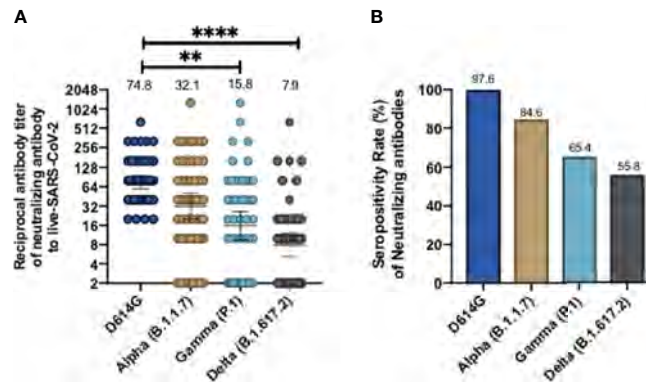 A
****
**
74.8 32.1 15.8 7.9
2048
1024
512
256
128
64
32
16
8
4
2
Reciprocal antibody titer
of neutralizing antibody
to live-SARS-CoV-2
D614G
Alpha (B.1.1.7)
Gamma (P.1)
Delta (B.1.617.2)
B
97.6
84.6
65.4
55.8
100
80
60
40
20
0
Seropositivity Rate (%)
of Neutralizing antibodies
D614G
Alpha (B.1.1.7)
Gamma (P.1)
Delta (B.1.617.2)